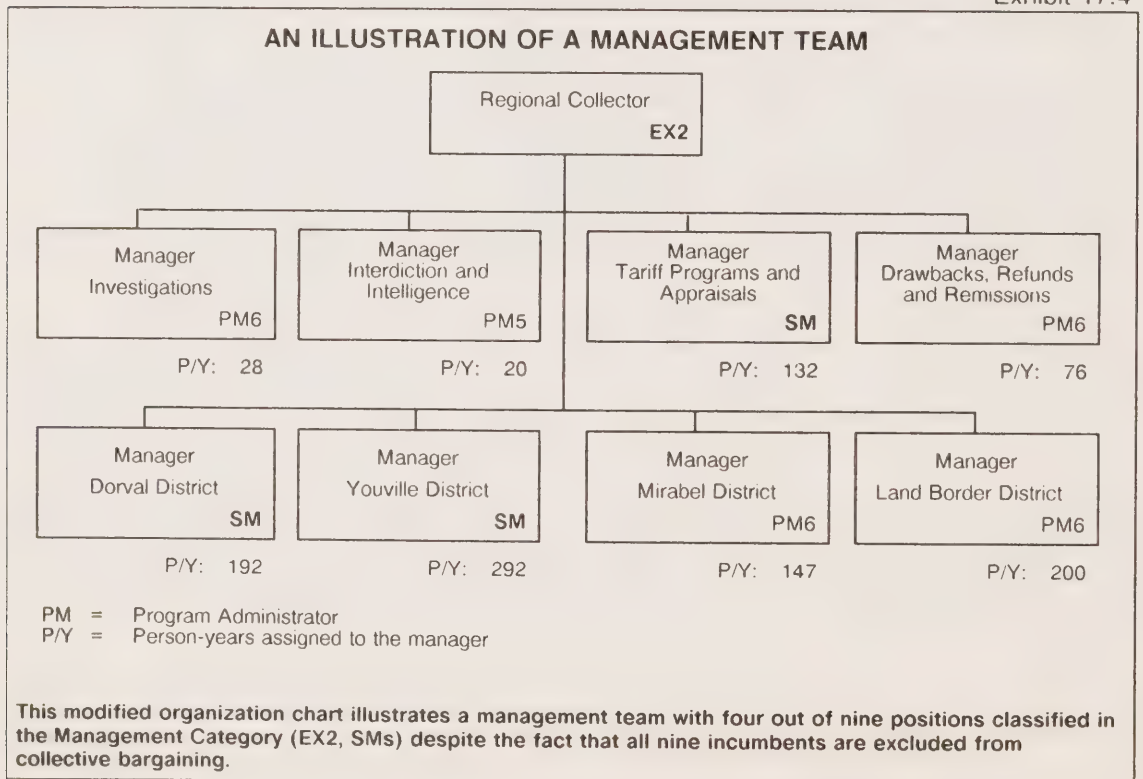 Exhibit 17.4
AN ILLUSTRATION OF A MANAGEMENT TEAM
Regional Collector
EX2
Manager
Investigations
PM6
P/Y: 28
Manager
Interdiction and
Intelligence
PM5
P/Y: 20
Manager
Tariff Programs and
Appraisals
SM
P/Y: 132
Manager
Drawbacks, Refunds
and Remissions
PM6
P/Y: 76
Manager
Dorval District
SM
P/Y: 192
Manager
Youville District
SM
P/Y: 292
Manager
Mirabel District
PM6
P/Y: 147
Manager
Land Border District
PM6
P/Y: 200
PM = Program Administrator
P/Y = Person-years assigned to the manager
This modified organization chart illustrates a management team with four out of nine positions classified in
the Management Category (EX2, SMs) despite the fact that all nine incumbents are excluded from
collective bargaining.